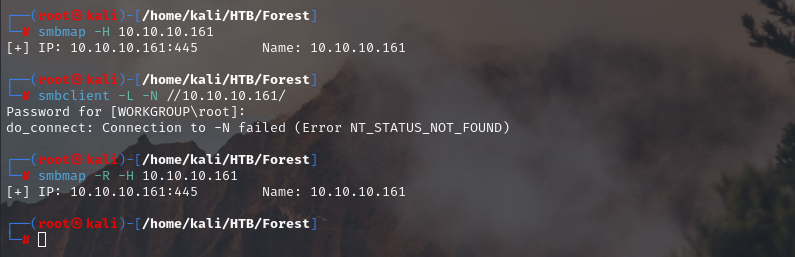 ┌──(root㉿kali)-[/home/kali/HTB/Forest]
└─# smbmap -H 10.10.10.161
[+] IP: 10.10.10.161:445        Name: 10.10.10.161
┌──(root㉿kali)-[/home/kali/HTB/Forest]
└─# smbclient -L -N //10.10.10.161/
Password for [WORKGROUP\root]:
do_connect: Connection to -N failed (Error NT_STATUS_NOT_FOUND)
┌──(root㉿kali)-[/home/kali/HTB/Forest]
└─# smbmap -R -H 10.10.10.161
[+] IP: 10.10.10.161:445        Name: 10.10.10.161
┌──(root㉿kali)-[/home/kali/HTB/Forest]
└─#